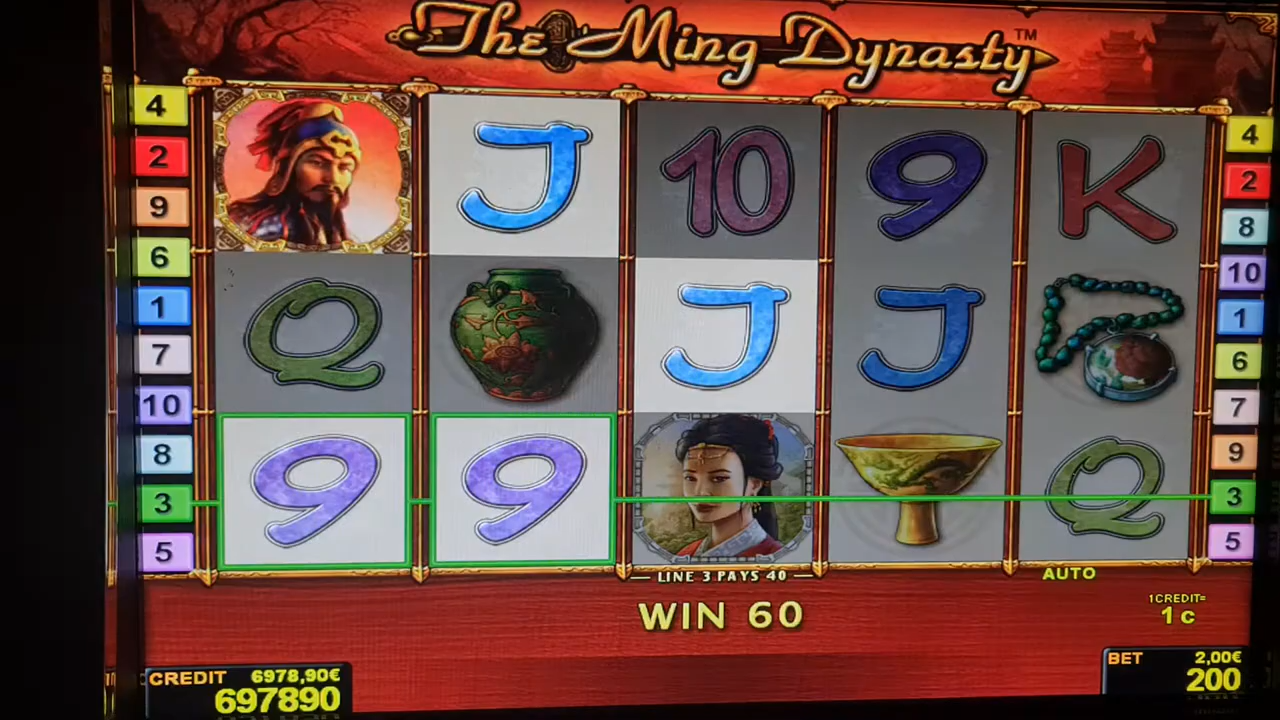 The Ming Dynasty™
4 J 10 9 K 4
2 2
9 8
6 10
1 Q J J 1
7 6
10 7
8 9
3 9 9 Q 3
5 5
LINE 3 PAYS 40
AUTO
WIN 60
1CREDIT=
1 c
CREDIT 6978,90€
697890
BET 2,00€
200